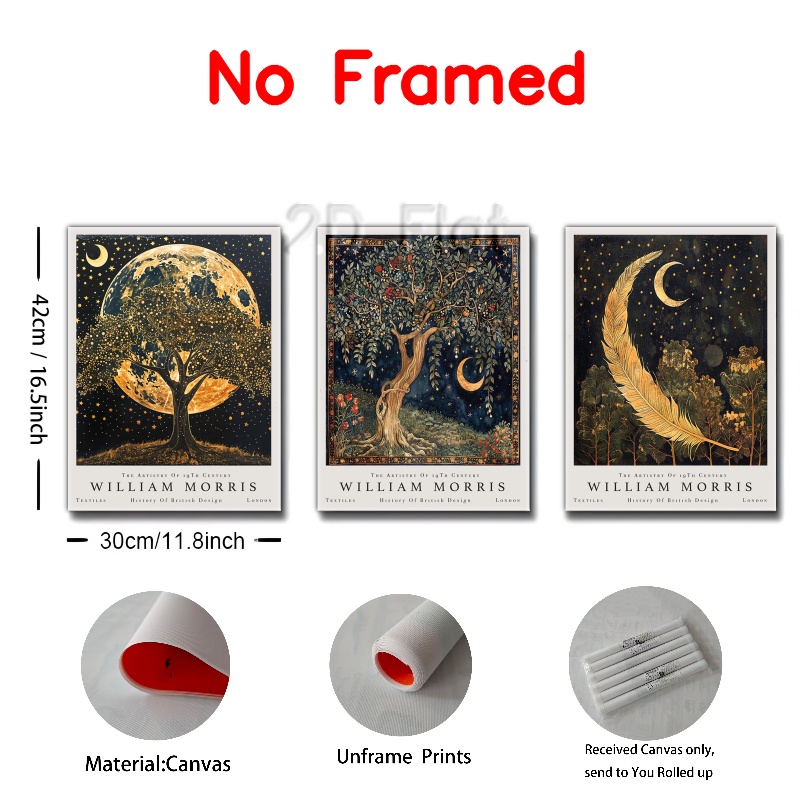 No Framed
2D Flat
42cm / 16.5inch
The Artistry Of 19Th Century
WILLIAM MORRIS
Textiles History Of British Design London
The Artistry Of 19Th Century
WILLIAM MORRIS
Textiles History Of British Design London
The Artistry Of 19Th Century
WILLIAM MORRIS
Textiles History Of British Design London
30cm/11.8inch
Material:Canvas
Unframe Prints
Received Canvas only,
send to You Rolled up